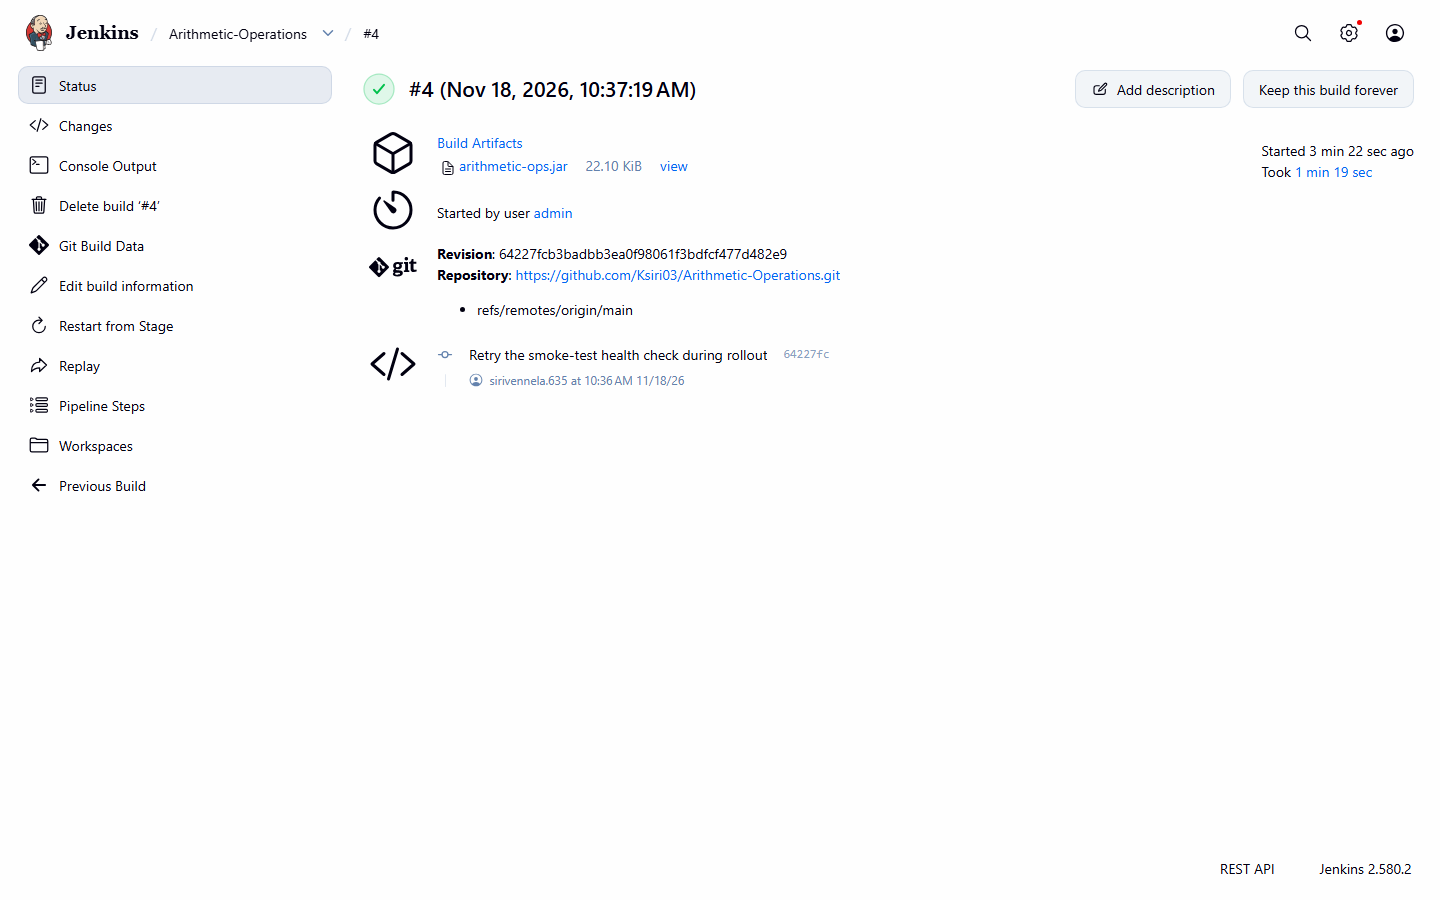 Jenkins / Arithmetic-Operations / #4
Status
Changes
Console Output
Delete build ‘#4’
Git Build Data
Edit build information
Restart from Stage
Replay
Pipeline Steps
Workspaces
Previous Build
#4 (Nov 18, 2026, 10:37:19 AM)
Add description
Keep this build forever
Build Artifacts
arithmetic-ops.jar 22.10 KiB view
Started 3 min 22 sec ago
Took 1 min 19 sec
Started by user admin
git
Revision: 64227fcb3badbb3ea0f98061f3bdfcf477d482e9
Repository: https://github.com/Ksiri03/Arithmetic-Operations.git
• refs/remotes/origin/main
Retry the smoke-test health check during rollout 64227fc
sirivennela.635 at 10:36 AM 11/18/26
REST API
Jenkins 2.580.2